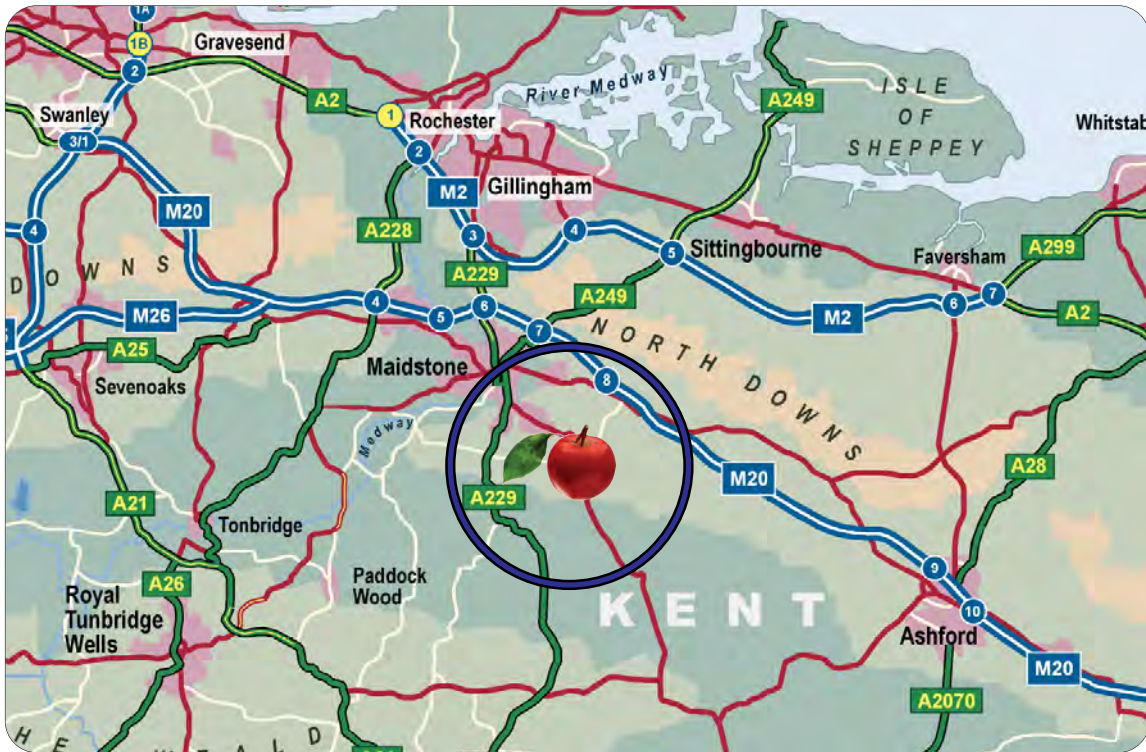 1A
1B
Gravesend
2
A2
1
Rochester
River Medway
A249
ISLE
OF
SHEPPEY
Swanley
3/1
2
Whitstab
M2
Gillingham
M20
4
A228
3
4
5
Sittingbourne
A299
Faversham
DOWNS
A229
A249
4
6
6
7
M26
5
M2
A2
7
A25
NORTH DOWNS
Maidstone
8
Sevenoaks
Medway
M20
A28
A21
A229
Tonbridge
9
A26
Paddock
Wood
Royal
Tunbridge
Wells
KENT
10
Ashford
M20
A2070
HE WEALD